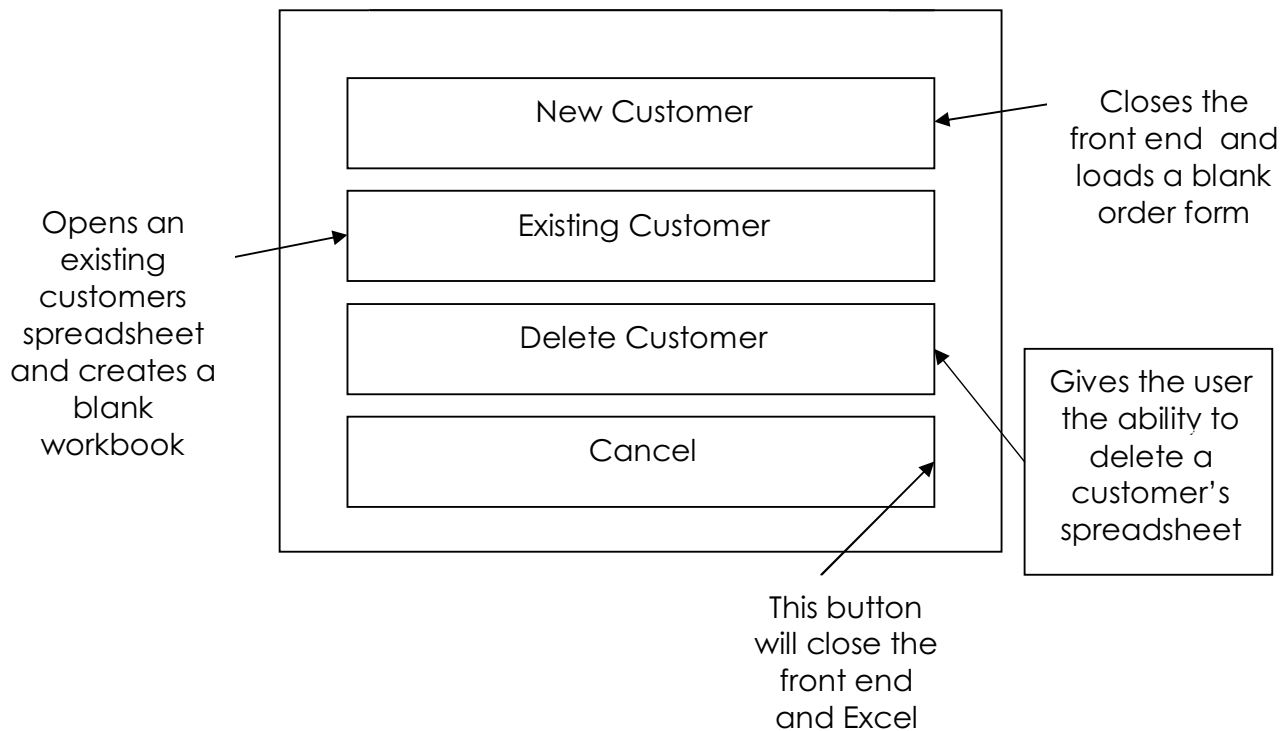 New Customer
Closes the
front end  and
loads a blank
order form
Opens an
existing
customers
spreadsheet
and creates a
blank
workbook
Existing Customer
Delete Customer
Gives the user
the ability to
delete a
customer’s
spreadsheet
Cancel
This button
will close the
front end
and Excel